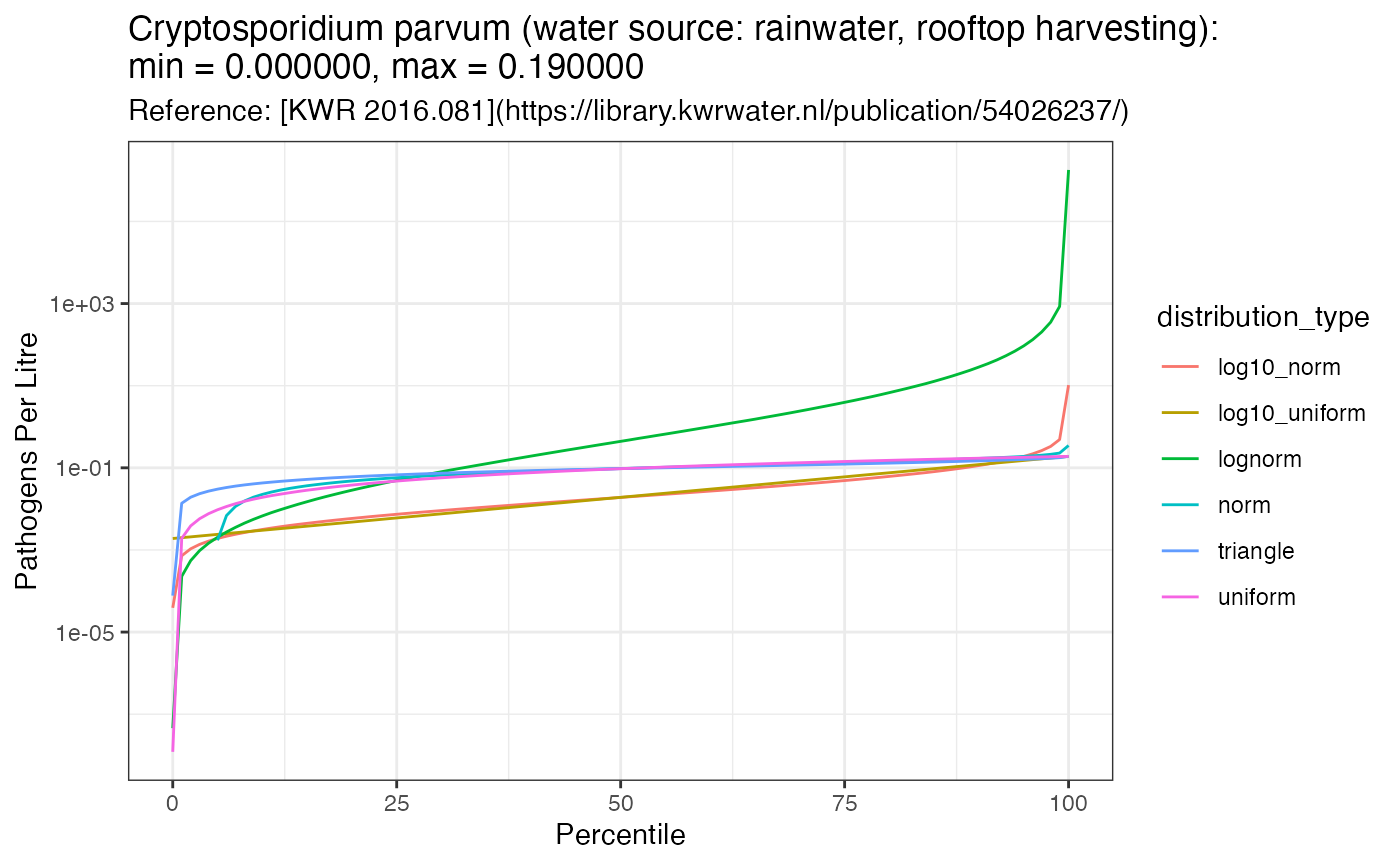 Cryptosporidium parvum (water source: rainwater, rooftop harvesting):
min = 0.000000, max = 0.190000
Reference: [KWR 2016.081](https://library.kwrwater.nl/publication/54026237/)
Pathogens Per Litre
1e+03
1e-01
1e-05
0
25
50
75
100
Percentile
distribution_type
log10_norm
log10_uniform
lognorm
norm
triangle
uniform